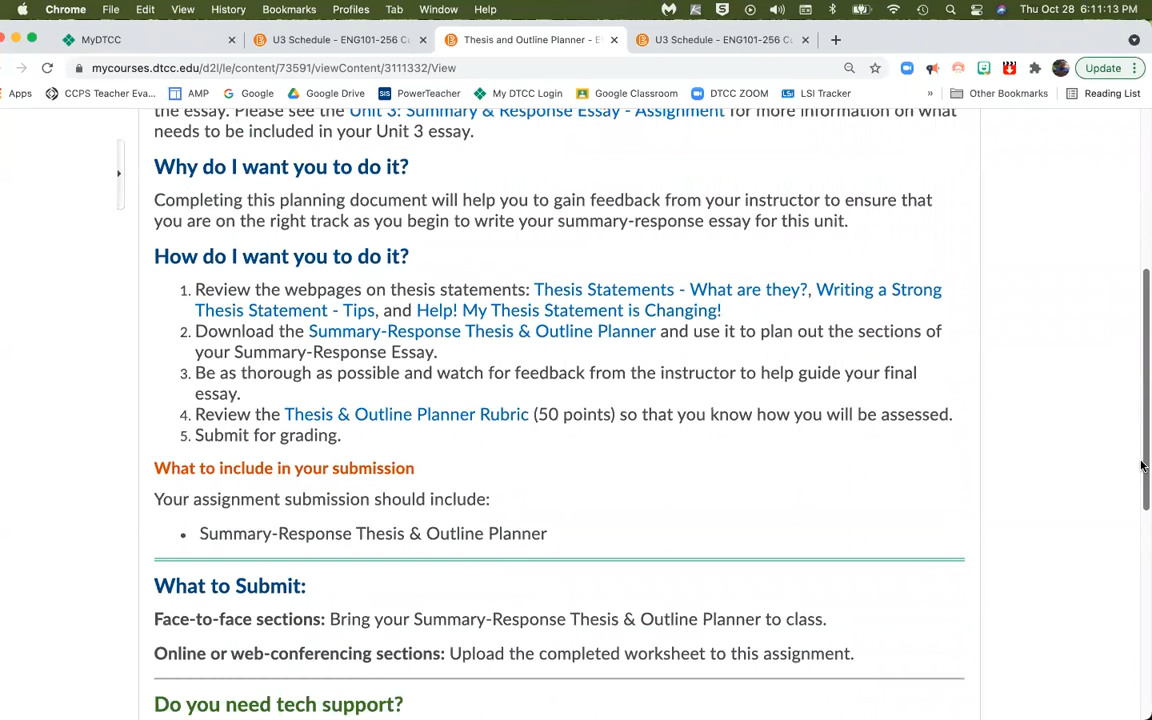 Chrome File Edit View History Bookmarks Profiles Tab Window Help Thu Oct 28 6:11:13 PM
MyDTCC U3 Schedule - ENG101-256 Thesis and Outline Planner - U3 Schedule - ENG101-256
mycourses.dtcc.edu/d2l/le/content/73591/viewContent/3111332/View Update
Apps CCPS Teacher Eva... AMP Google Google Drive PowerTeacher My DTCC Login Google Classroom DTCC ZOOM LSI Tracker » Other Bookmarks Reading List
the essay. Please see the Unit 3: Summary & Response Essay - Assignment for more information on what
needs to be included in your Unit 3 essay.
Why do I want you to do it?
Completing this planning document will help you to gain feedback from your instructor to ensure that
you are on the right track as you begin to write your summary-response essay for this unit.
How do I want you to do it?
1. Review the webpages on thesis statements: Thesis Statements - What are they?, Writing a Strong
Thesis Statement - Tips, and Help! My Thesis Statement is Changing!
2. Download the Summary-Response Thesis & Outline Planner and use it to plan out the sections of
your Summary-Response Essay.
3. Be as thorough as possible and watch for feedback from the instructor to help guide your final
essay.
4. Review the Thesis & Outline Planner Rubric (50 points) so that you know how you will be assessed.
5. Submit for grading.
What to include in your submission
Your assignment submission should include:
• Summary-Response Thesis & Outline Planner
What to Submit:
Face-to-face sections: Bring your Summary-Response Thesis & Outline Planner to class.
Online or web-conferencing sections: Upload the completed worksheet to this assignment.
Do you need tech support?